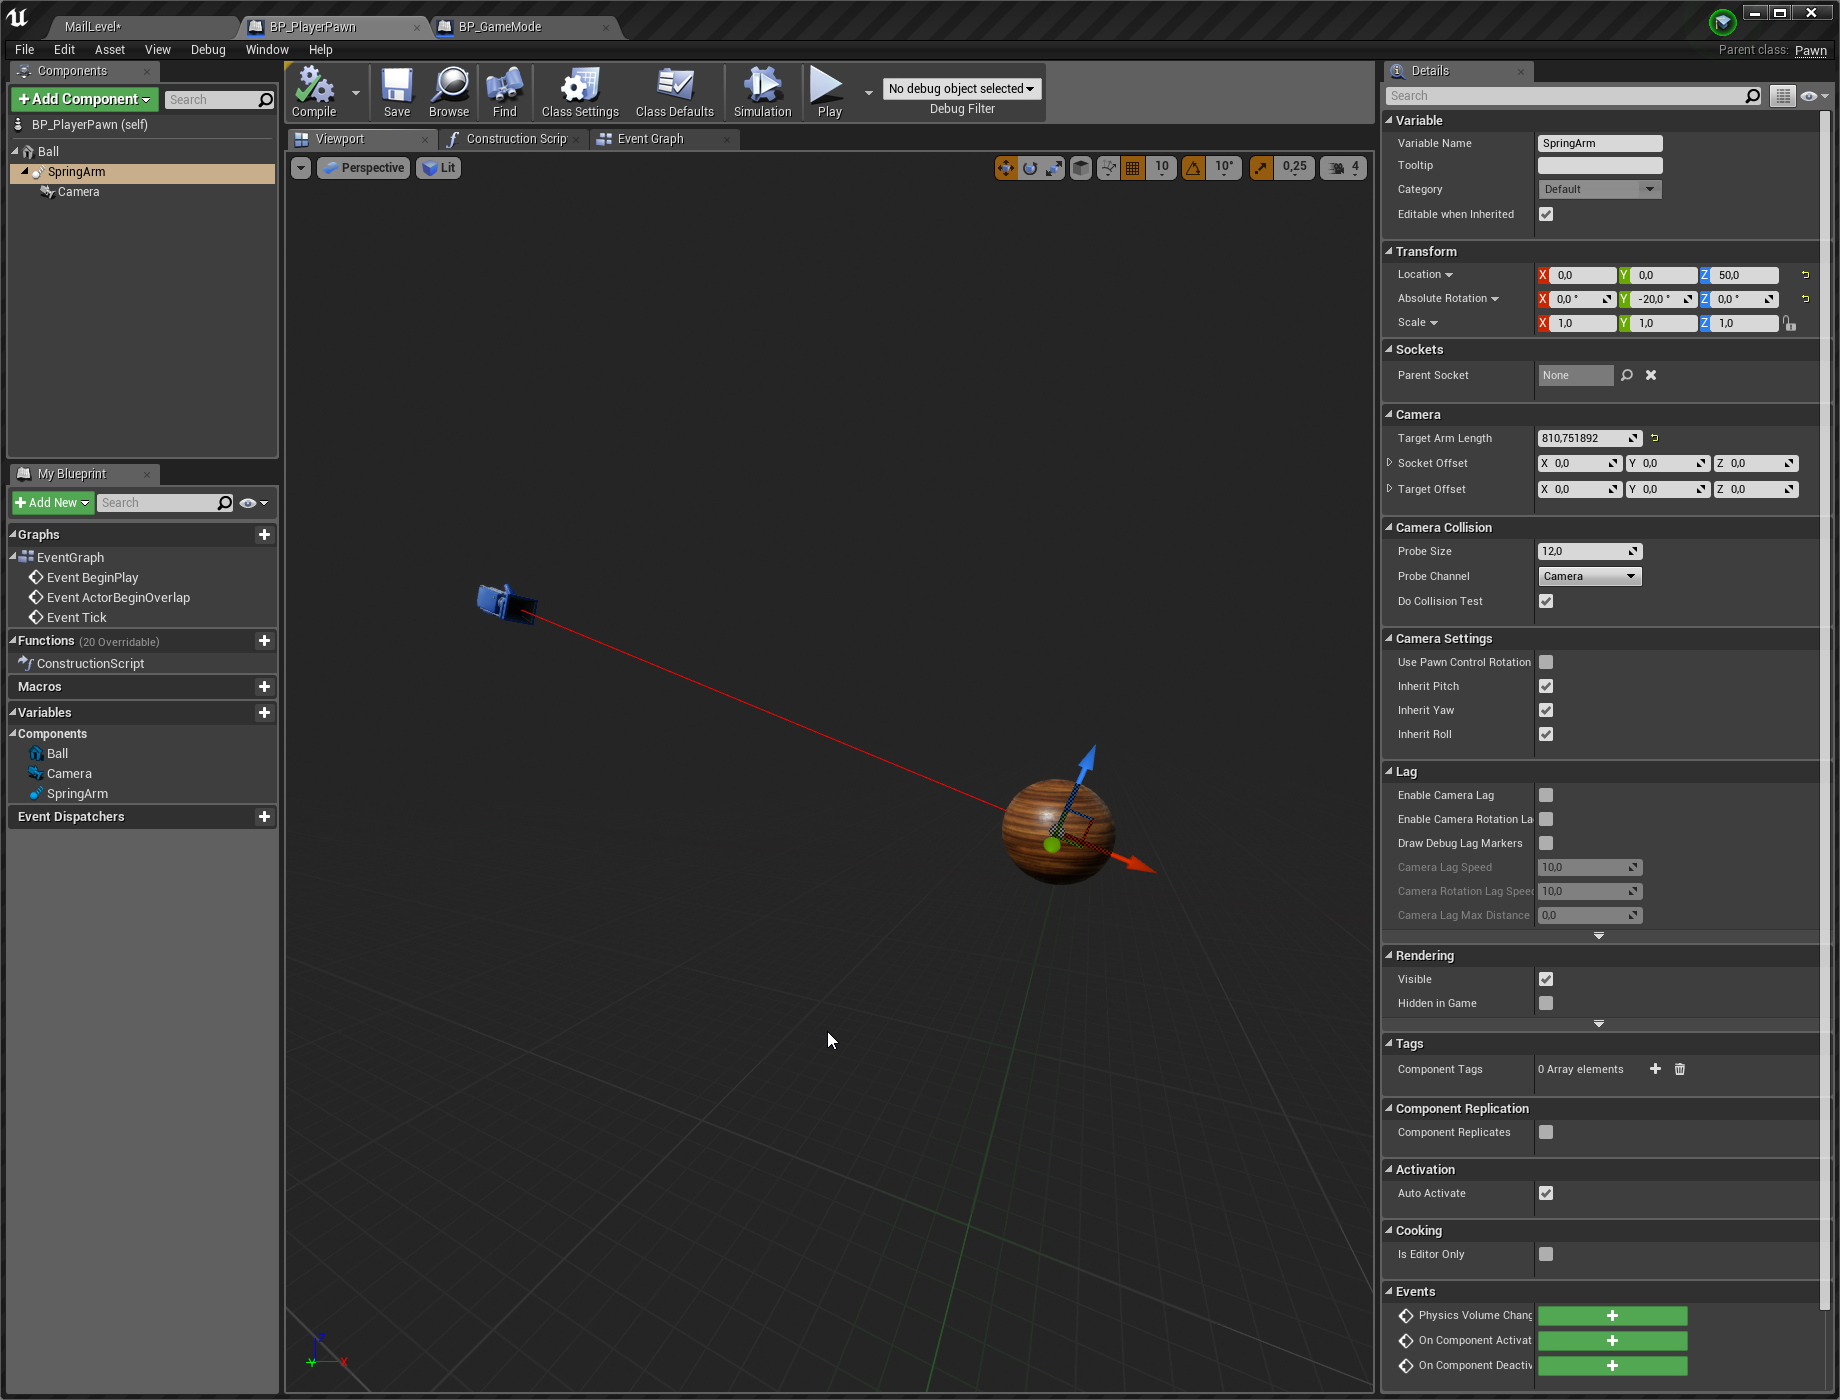 MailLevel*
BP_PlayerPawn
BP_GameMode
File Edit Asset View Debug Window Help
Parent class: Pawn
Components
+Add Component
Search
BP_PlayerPawn (self)
Ball
SpringArm
Camera
My Blueprint
+Add New
Search
Graphs
EventGraph
Event BeginPlay
Event ActorBeginOverlap
Event Tick
Functions (20 Overridable)
ConstructionScript
Macros
Variables
Components
Ball
Camera
SpringArm
Event Dispatchers
Compile
Save
Browse
Find
Class Settings
Class Defaults
Simulation
Play
No debug object selected
Debug Filter
Viewport
Construction Scrip
Event Graph
Perspective
Lit
10
10°
0,25
4
Z
Y
X
Details
Search
Variable
Variable Name SpringArm
Tooltip
Category Default
Editable when Inherited
Transform
Location X 0,0 Y 0,0 Z 50,0
Absolute Rotation X 0,0 ° Y -20,0 ° Z 0,0 °
Scale X 1,0 Y 1,0 Z 1,0
Sockets
Parent Socket None
Camera
Target Arm Length 810,751892
Socket Offset X 0,0 Y 0,0 Z 0,0
Target Offset X 0,0 Y 0,0 Z 0,0
Camera Collision
Probe Size 12,0
Probe Channel Camera
Do Collision Test
Camera Settings
Use Pawn Control Rotation
Inherit Pitch
Inherit Yaw
Inherit Roll
Lag
Enable Camera Lag
Enable Camera Rotation La
Draw Debug Lag Markers
Camera Lag Speed 10,0
Camera Rotation Lag Speed 10,0
Camera Lag Max Distance 0,0
Rendering
Visible
Hidden in Game
Tags
Component Tags 0 Array elements
Component Replication
Component Replicates
Activation
Auto Activate
Cooking
Is Editor Only
Events
Physics Volume Chang
On Component Activat
On Component Deactiv